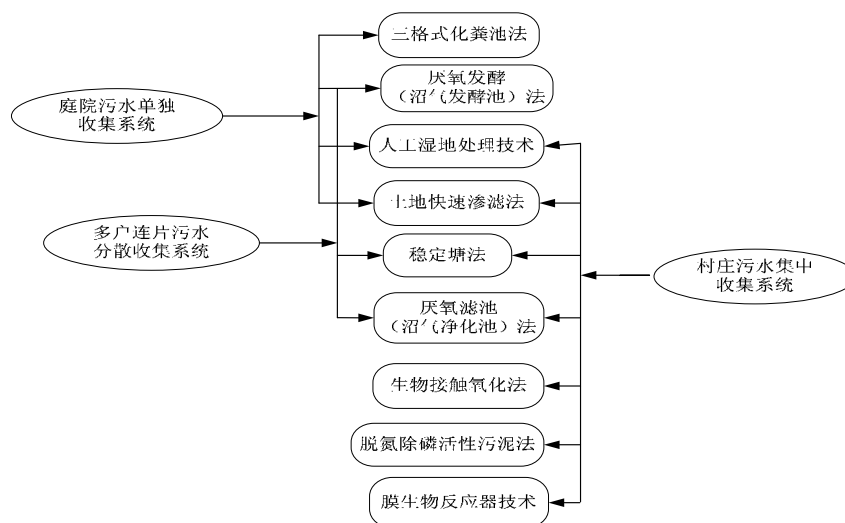 三格式化粪池法
厌氧发酵
（沼气发酵池）法
庭院污水单独
收集系统
人工湿地处理技术
土地快速渗滤法
多户连片污水
分散收集系统
稳定塘法
村庄污水集中
收集系统
厌氧滤池
（沼气净化池）法
生物接触氧化法
脱氮除磷活性污泥法
膜生物反应器技术